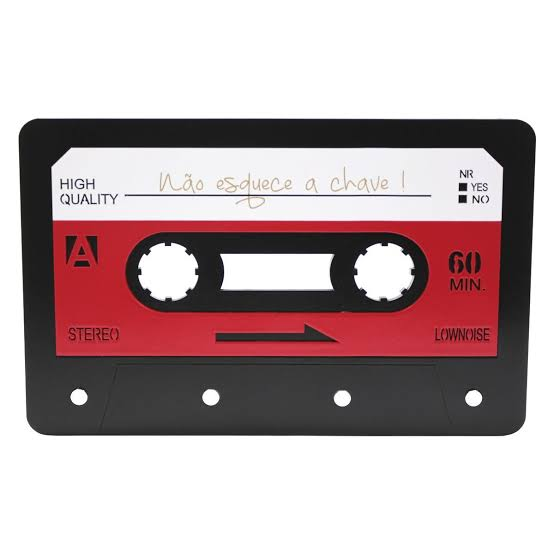 HIGH
QUALITY
Não esquece a chave !
NR
YES
NO
A
60
MIN.
STEREO
LOWNOISE